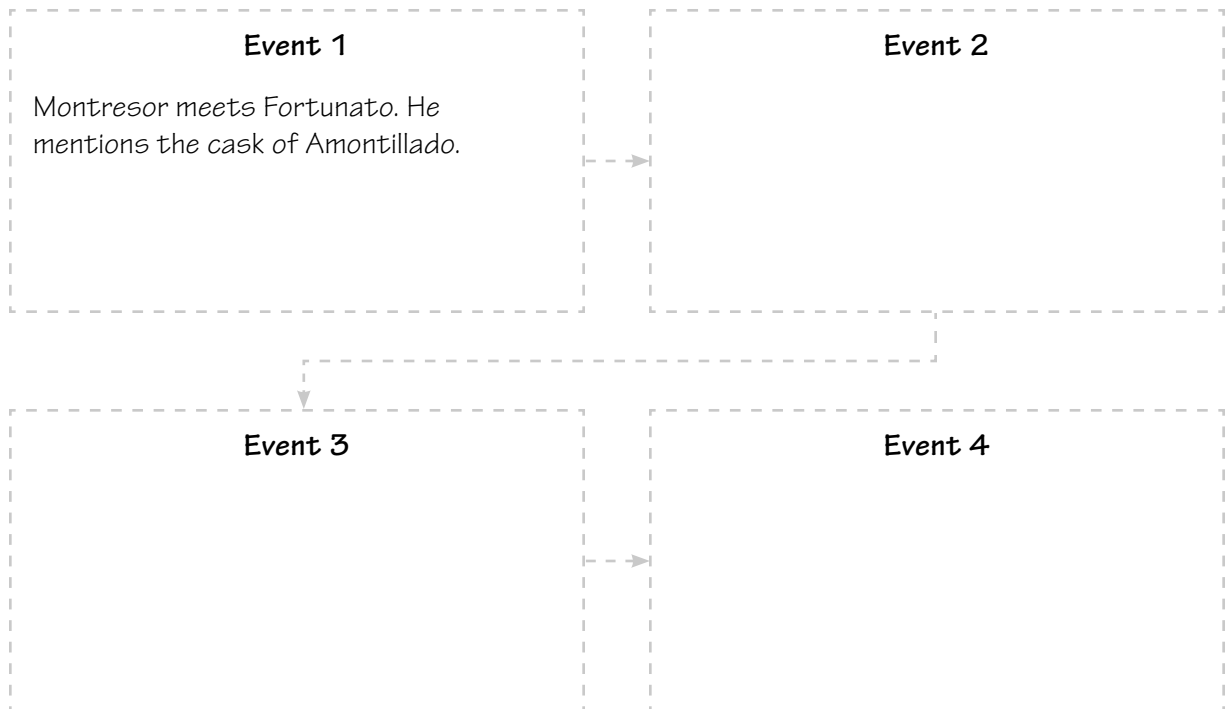 Event 1
Montresor meets Fortunato. He
mentions the cask of Amontillado.
Event 2
Event 3
Event 4